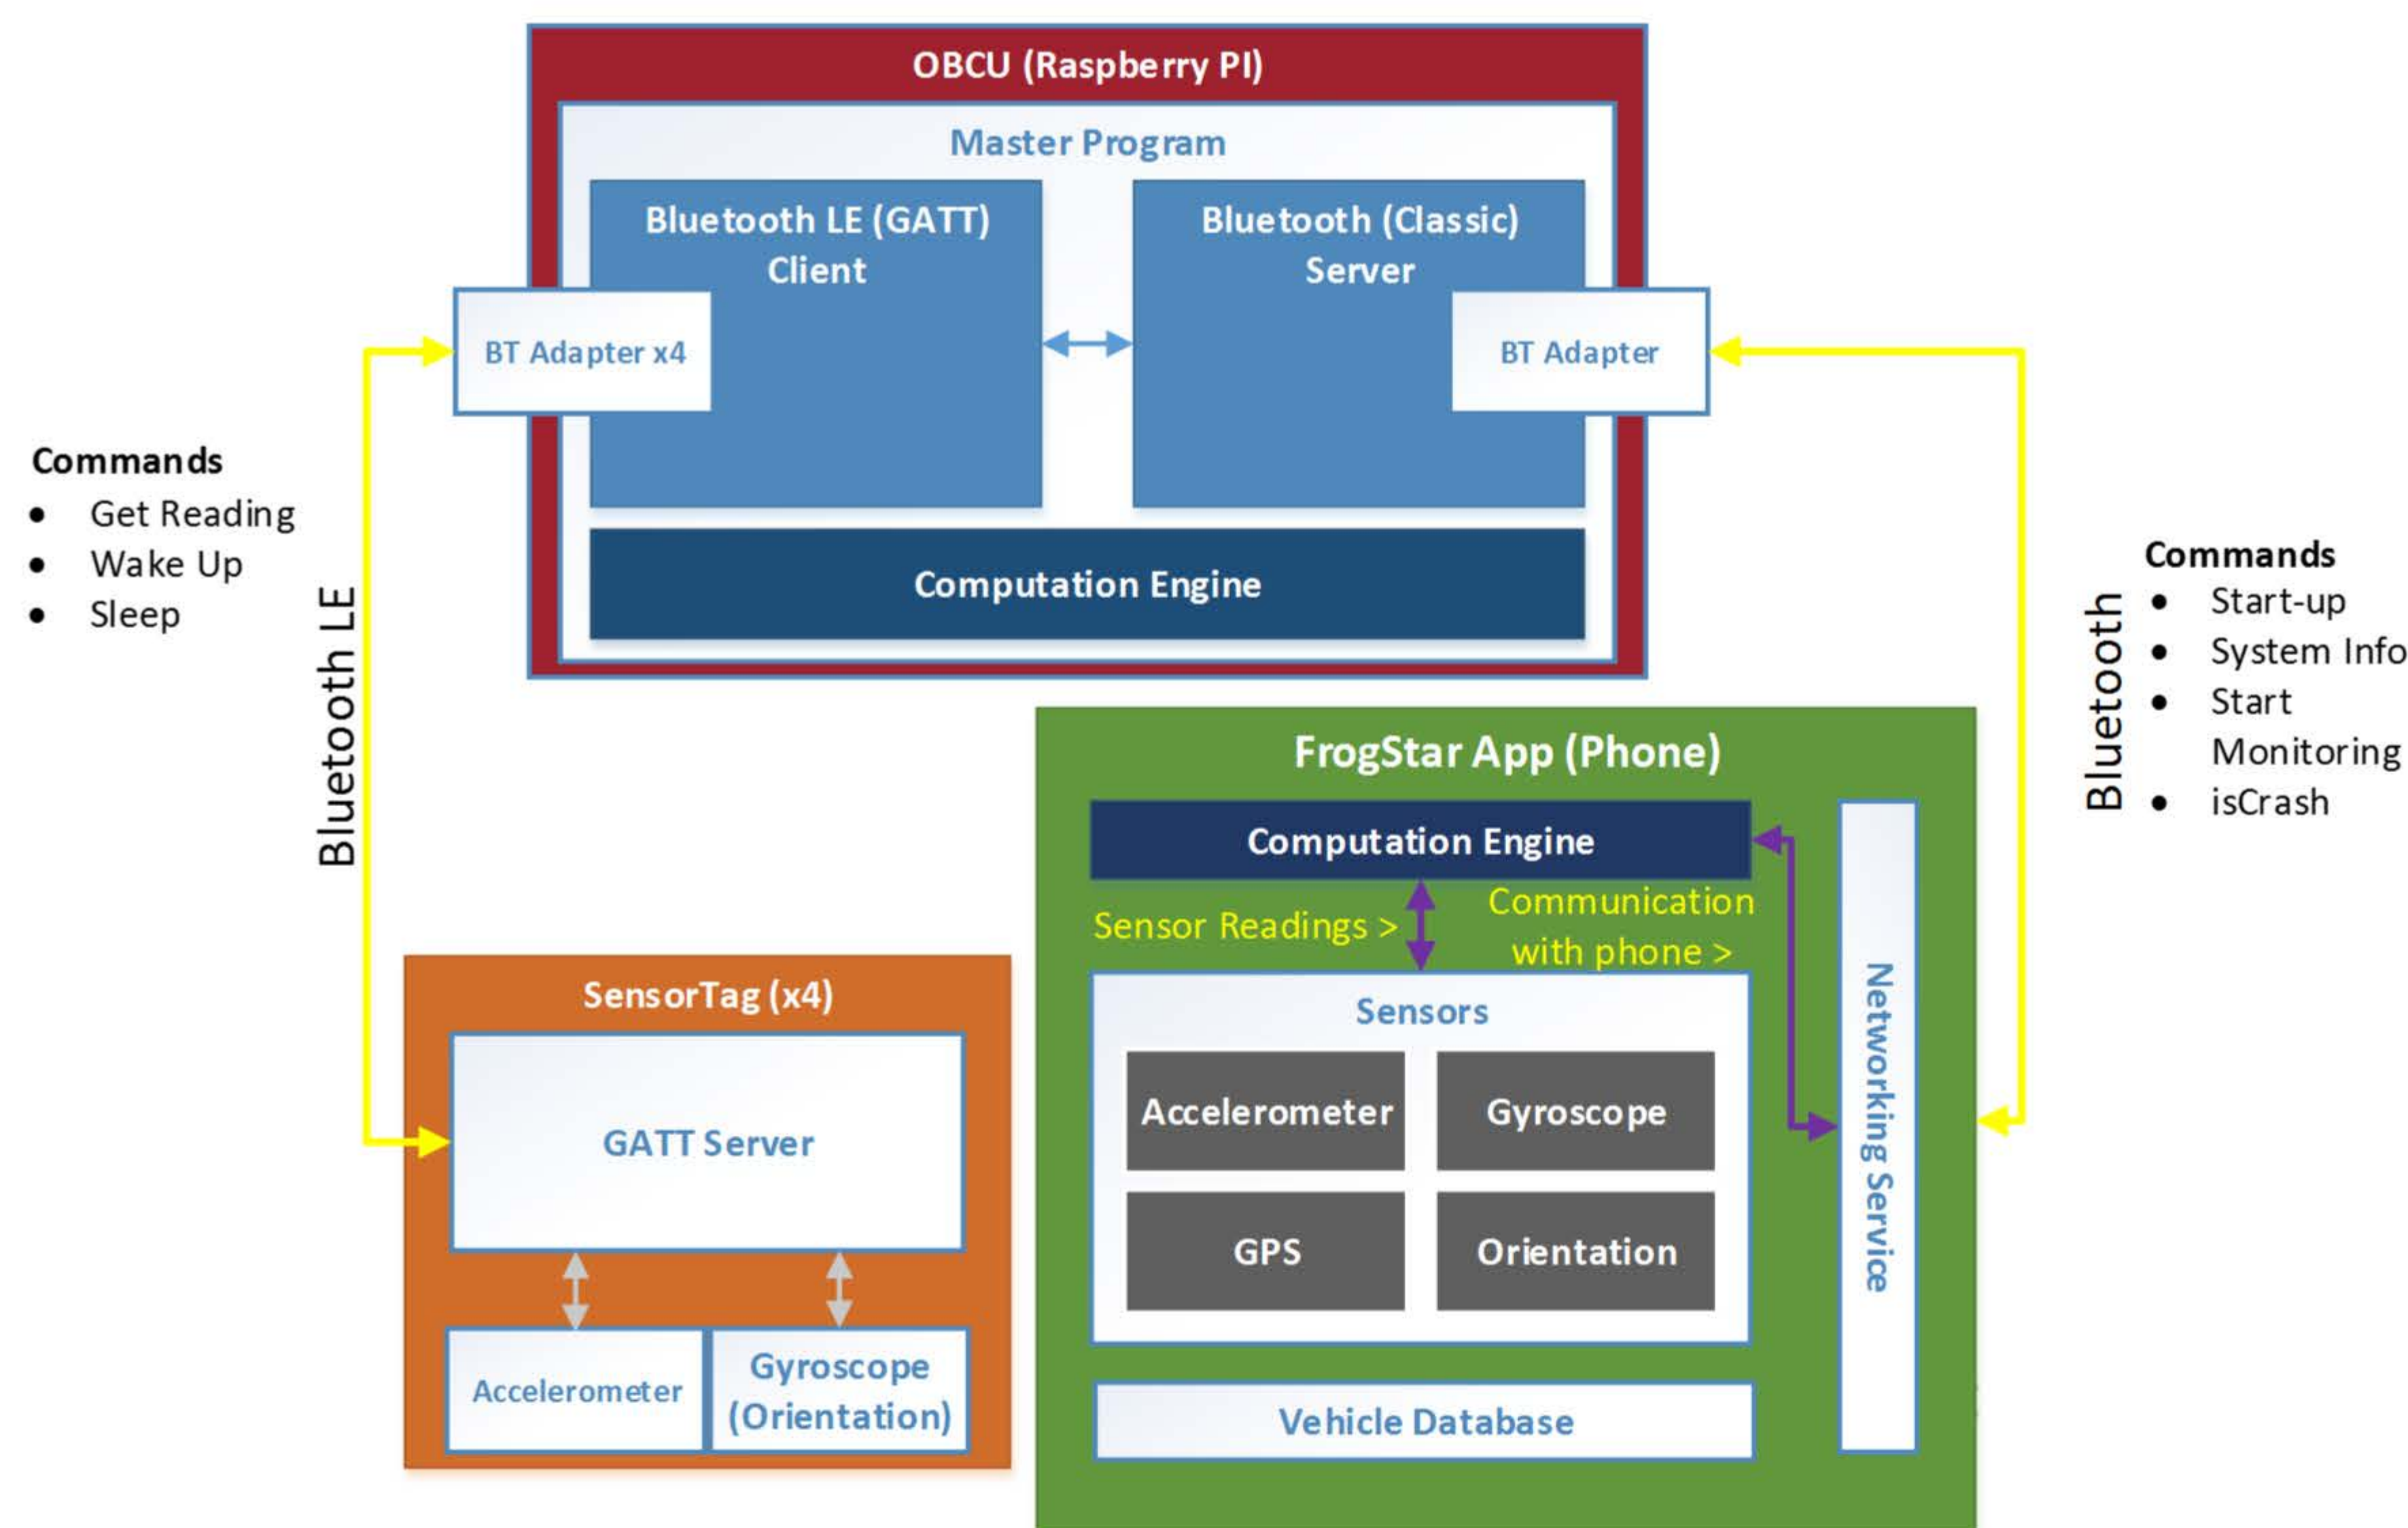 OBCU (Raspberry PI)
Master Program
Bluetooth LE (GATT)
Client
Bluetooth (Classic)
Server
BT Adapter x4
BT Adapter
Computation Engine
Commands
• Get Reading
• Wake Up
• Sleep
Bluetooth LE
Bluetooth
Commands
• Start-up
• System Info
• Start
Monitoring
• isCrash
FrogStar App (Phone)
Computation Engine
Sensor Readings >
Communication
with phone >
Sensors
Accelerometer
Gyroscope
GPS
Orientation
Vehicle Database
Networking Service
SensorTag (x4)
GATT Server
Accelerometer
Gyroscope
(Orientation)